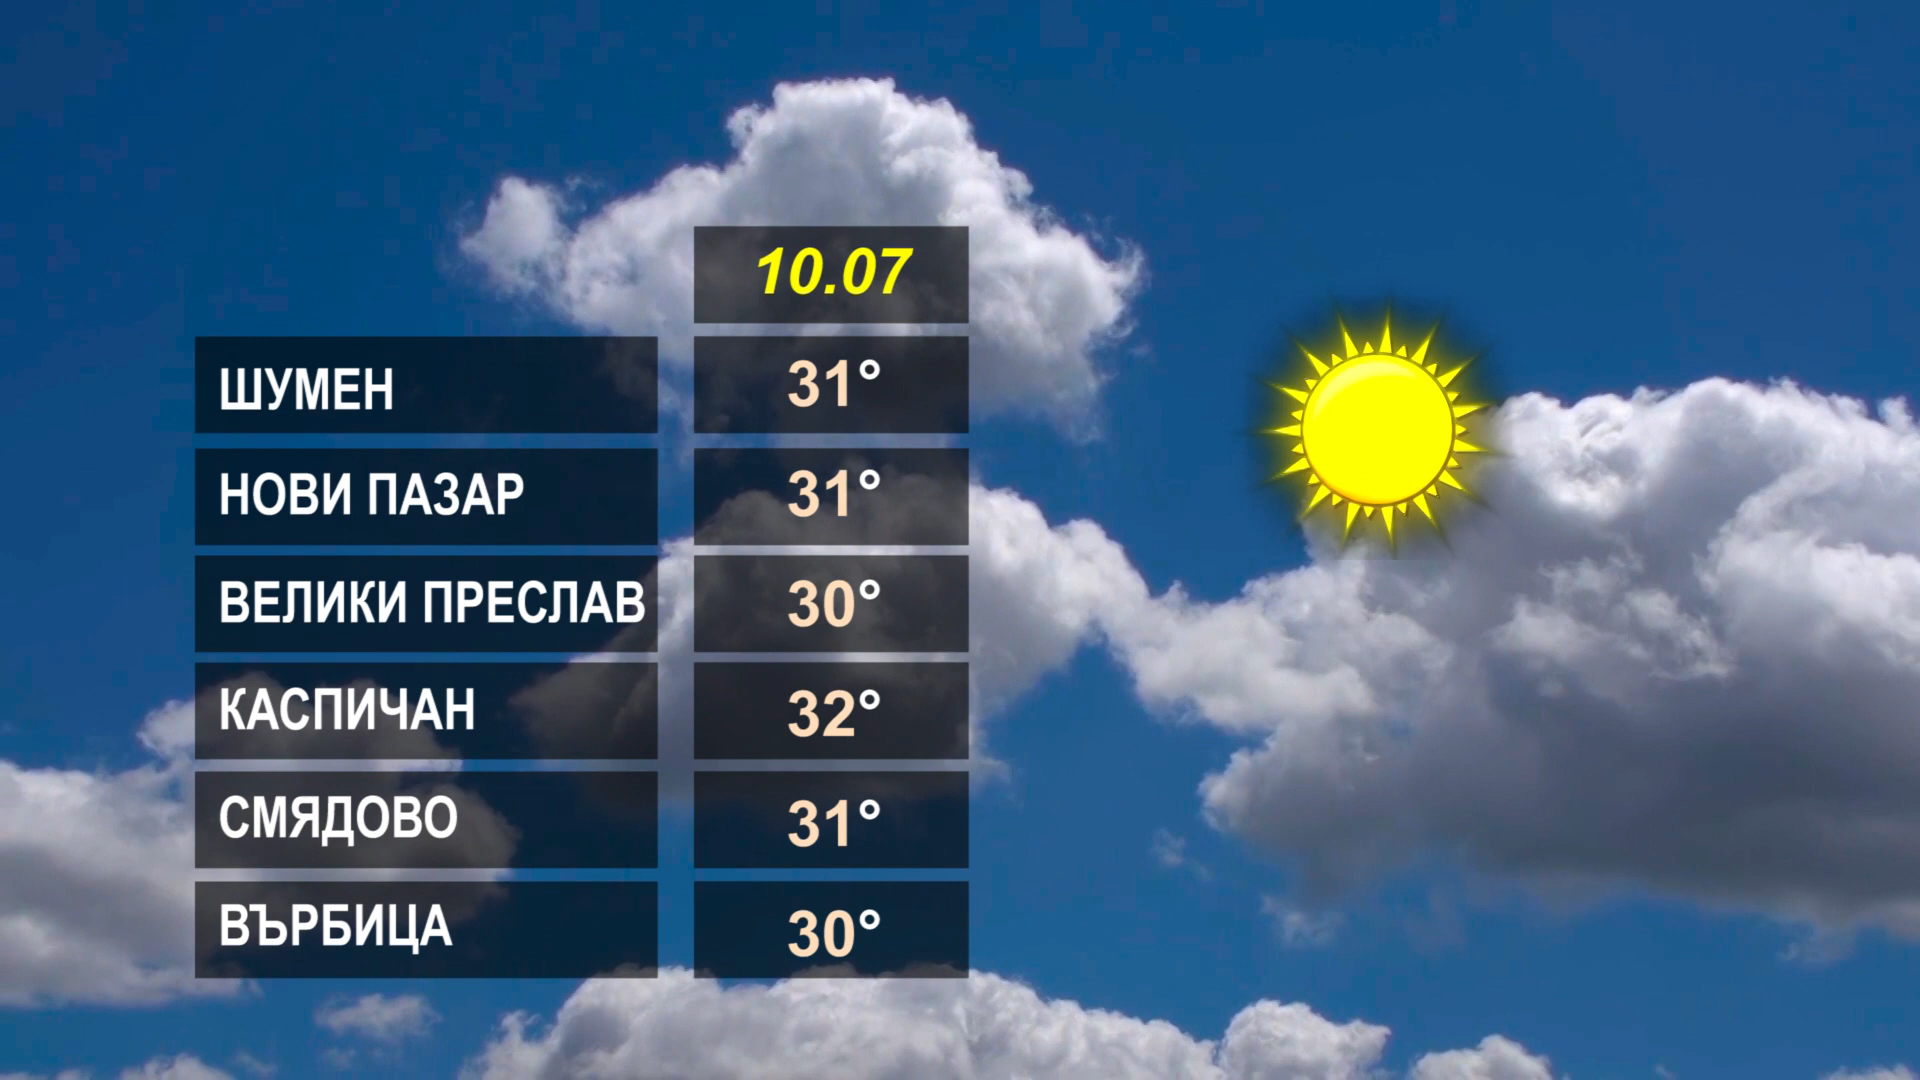 10.07
ШУМЕН 31°
НОВИ ПАЗАР 31°
ВЕЛИКИ ПРЕСЛАВ 30°
КАСПИЧАН 32°
СМЯДОВО 31°
ВЪРБИЦА 30°